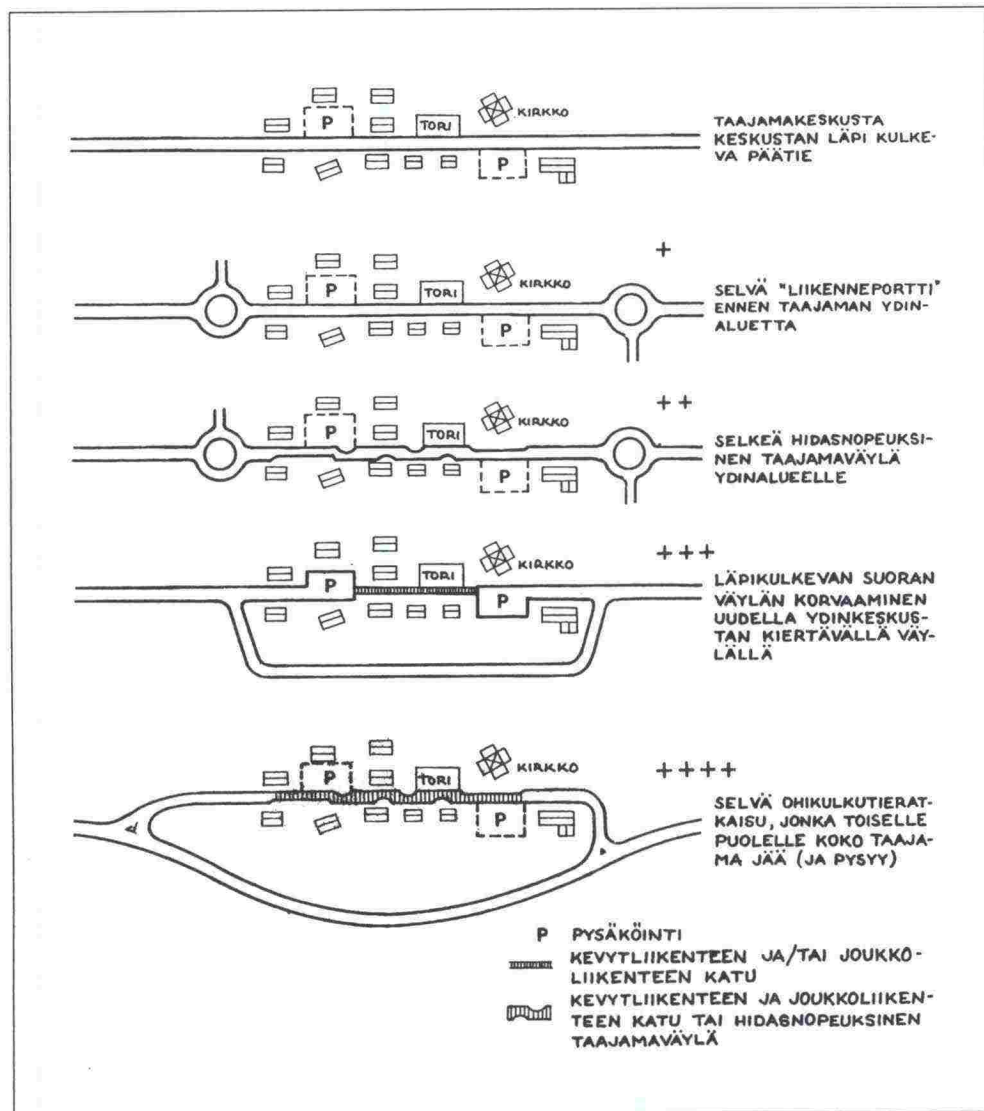 P
TORI
KIRKKO
P
TAAJAMAKESKUSTA
KESKUSTAN LÄPI KULKE-
VA PÄÄTIE
+
P
TORI
KIRKKO
P
SELVÄ "LIIKENNEPORTTI"
ENNEN TAAJAMAN YDIN-
ALUETTA
++
P
TORI
KIRKKO
P
SELKEÄ HIDASNOPEUKSI-
NEN TAAJAMAVÄYLÄ
YDINALUEELLE
+++
P
TORI
KIRKKO
P
LÄPIKULKEVAN SUORAN
VÄYLÄN KORVAAMINEN
UUDELLA YDINKESKUS-
TAN KIERTÄVÄLLÄ VÄY-
LÄLLÄ
++++
P
TORI
KIRKKO
P
SELVÄ OHIKULKUTIERAT-
KAISU, JONKA TOISELLE
PUOLELLE KOKO TAAJA-
MA JÄÄ (JA PYSYY)
P PYSÄKÖINTI
KEVYTLIIKENTEEN JA/TAI JOUKKO-
LIIKENTEEN KATU
KEVYTLIIKENTEEN JA JOUKKOLIIKEN-
TEEN KATU TAI HIDASNOPEUKSINEN
TAAJAMAVÄYLÄ